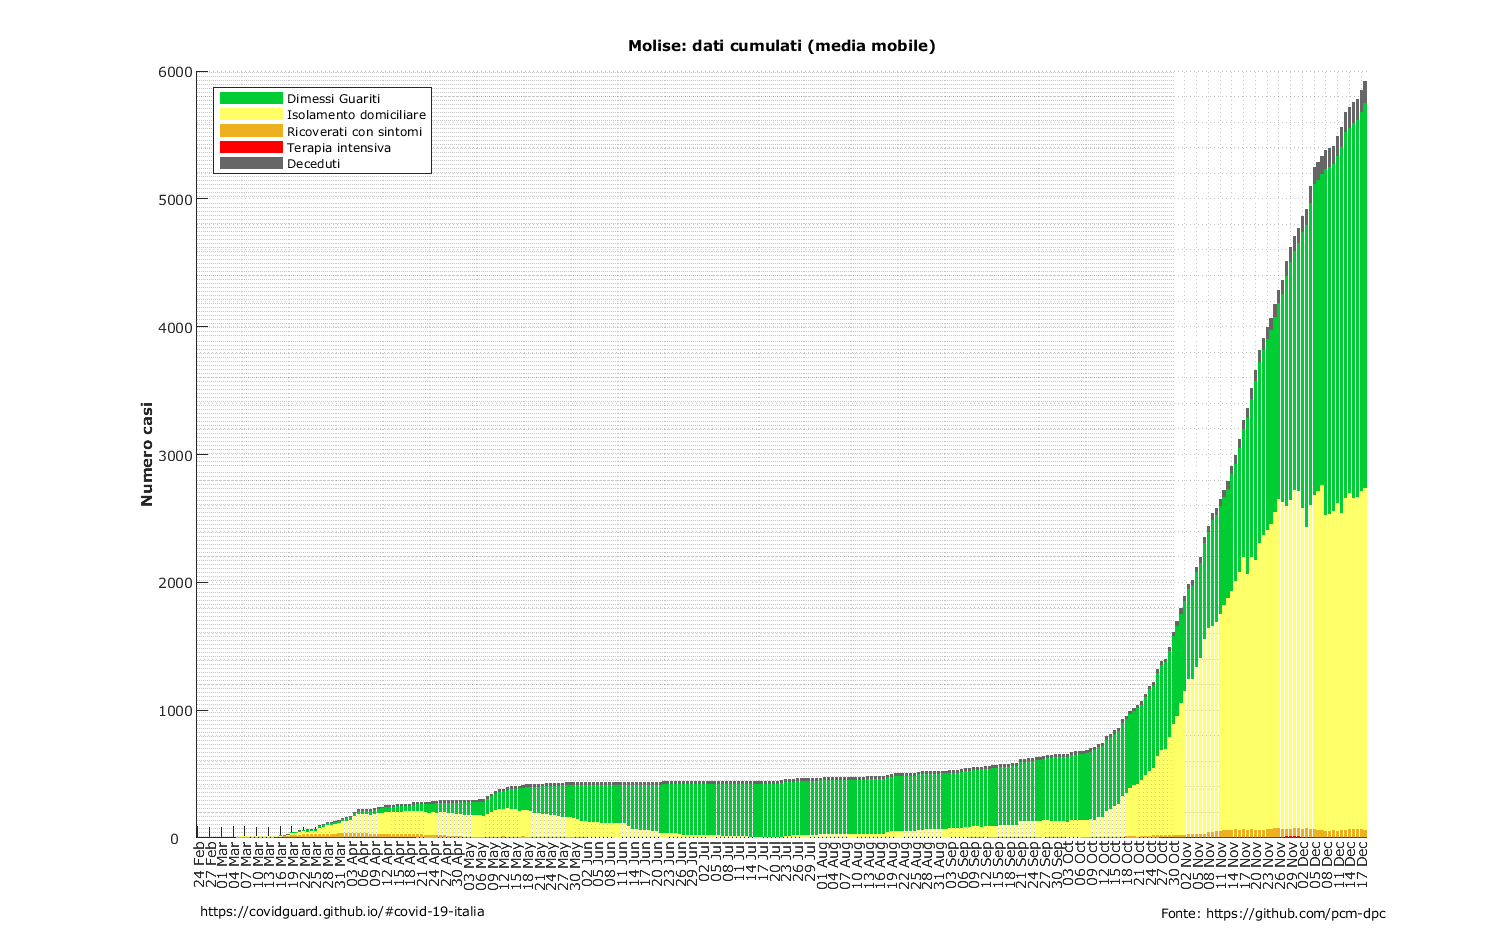 Molise: dati cumulati (media mobile)
6000
5000
4000
3000
2000
1000
0
Numero casi
Dimessi Guariti
Isolamento domiciliare
Ricoverati con sintomi
Terapia intensiva
Deceduti
24 Feb
27 Feb
01 Mar
04 Mar
07 Mar
10 Mar
13 Mar
16 Mar
19 Mar
22 Mar
25 Mar
28 Mar
31 Mar
03 Apr
06 Apr
09 Apr
12 Apr
15 Apr
18 Apr
21 Apr
24 Apr
27 Apr
30 Apr
03 May
06 May
09 May
12 May
15 May
18 May
21 May
24 May
27 May
30 May
02 Jun
05 Jun
08 Jun
11 Jun
14 Jun
17 Jun
20 Jun
23 Jun
26 Jun
29 Jun
02 Jul
05 Jul
08 Jul
11 Jul
14 Jul
17 Jul
20 Jul
23 Jul
26 Jul
29 Jul
01 Aug
04 Aug
07 Aug
10 Aug
13 Aug
16 Aug
19 Aug
22 Aug
25 Aug
28 Aug
31 Aug
03 Sep
06 Sep
09 Sep
12 Sep
15 Sep
18 Sep
21 Sep
24 Sep
27 Sep
30 Sep
03 Oct
06 Oct
09 Oct
12 Oct
15 Oct
18 Oct
21 Oct
24 Oct
27 Oct
30 Oct
02 Nov
05 Nov
08 Nov
11 Nov
14 Nov
17 Nov
20 Nov
23 Nov
26 Nov
29 Nov
02 Dec
05 Dec
08 Dec
11 Dec
14 Dec
17 Dec
https://covidguard.github.io/#covid-19-italia
Fonte: https://github.com/pcm-dpc